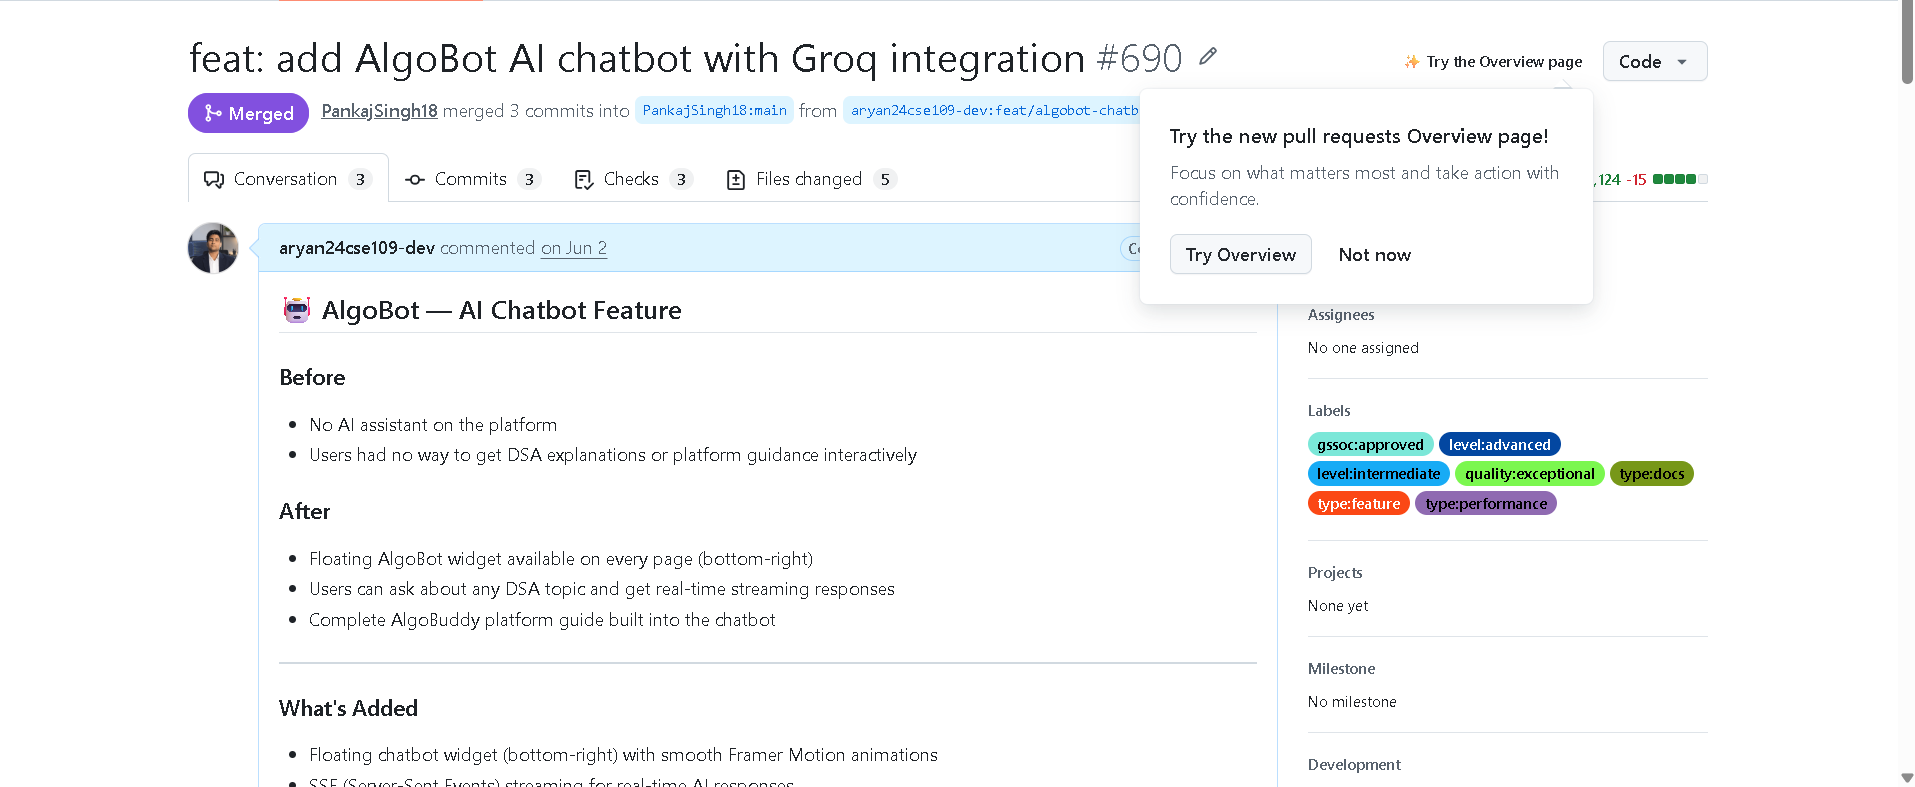 feat: add AlgoBot AI chatbot with Groq integration #690
Try the Overview page
Code
Merged
PankajSingh18 merged 3 commits into PankajSingh18:main from aryan24cse109-dev:feat/algobot-chatb
Try the new pull requests Overview page!
Focus on what matters most and take action with
confidence.
Try Overview
Not now
Conversation 3
Commits 3
Checks 3
Files changed 5
,124 -15
aryan24cse109-dev commented on Jun 2
AlgoBot — AI Chatbot Feature
Before
• No AI assistant on the platform
• Users had no way to get DSA explanations or platform guidance interactively
After
• Floating AlgoBot widget available on every page (bottom-right)
• Users can ask about any DSA topic and get real-time streaming responses
• Complete AlgoBuddy platform guide built into the chatbot
What's Added
• Floating chatbot widget (bottom-right) with smooth Framer Motion animations
• SSE (Server-Sent Events) streaming for real-time AI responses
Assignees
No one assigned
Labels
gssoc:approved level:advanced
level:intermediate quality:exceptional type:docs
type:feature type:performance
Projects
None yet
Milestone
No milestone
Development